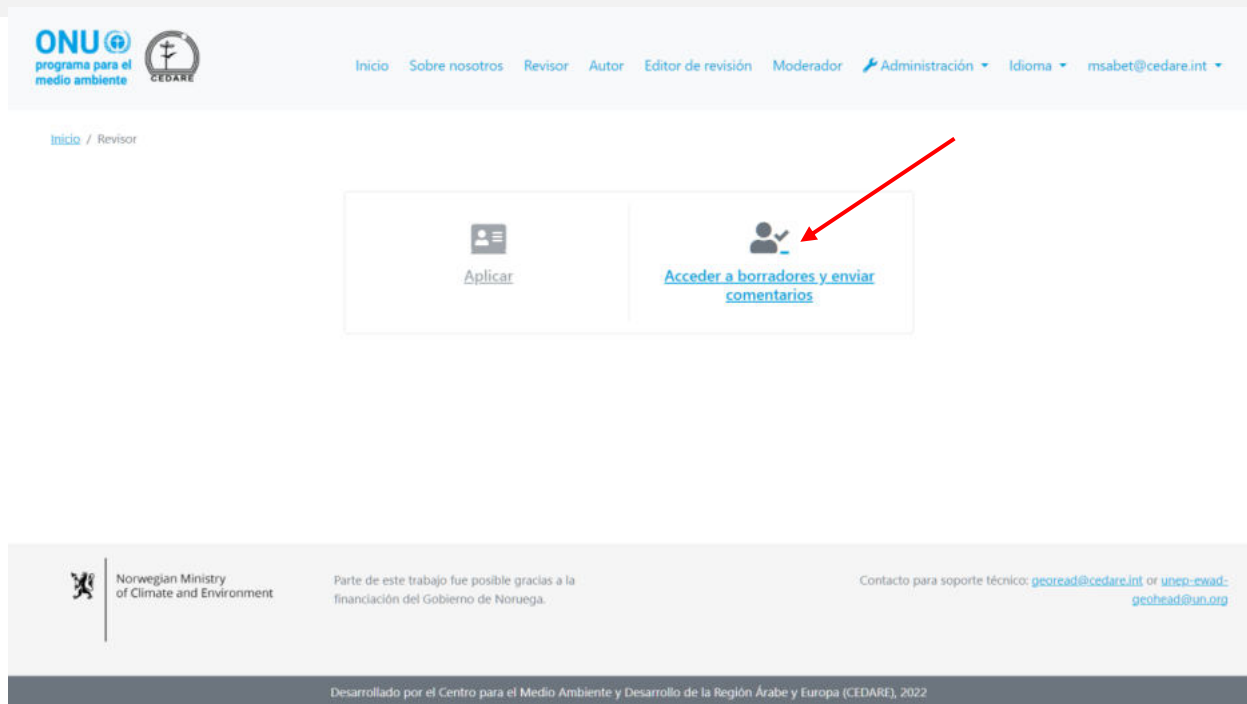 ONU
programa para el
medio ambiente
CEDARE
Inicio Sobre nosotros Revisor Autor Editor de revisión Moderador Administración Idioma msabet@cedare.int
Inicio / Revisor
Aplicar
Acceder a borradores y enviar
comentarios
Norwegian Ministry
of Climate and Environment
Parte de este trabajo fue posible gracias a la
financiación del Gobierno de Noruega.
Contacto para soporte técnico: georead@cedare.int or unep-ewad-
geohead@un.org
Desarrollado por el Centro para el Medio Ambiente y Desarrollo de la Región Árabe y Europa (CEDARE), 2022